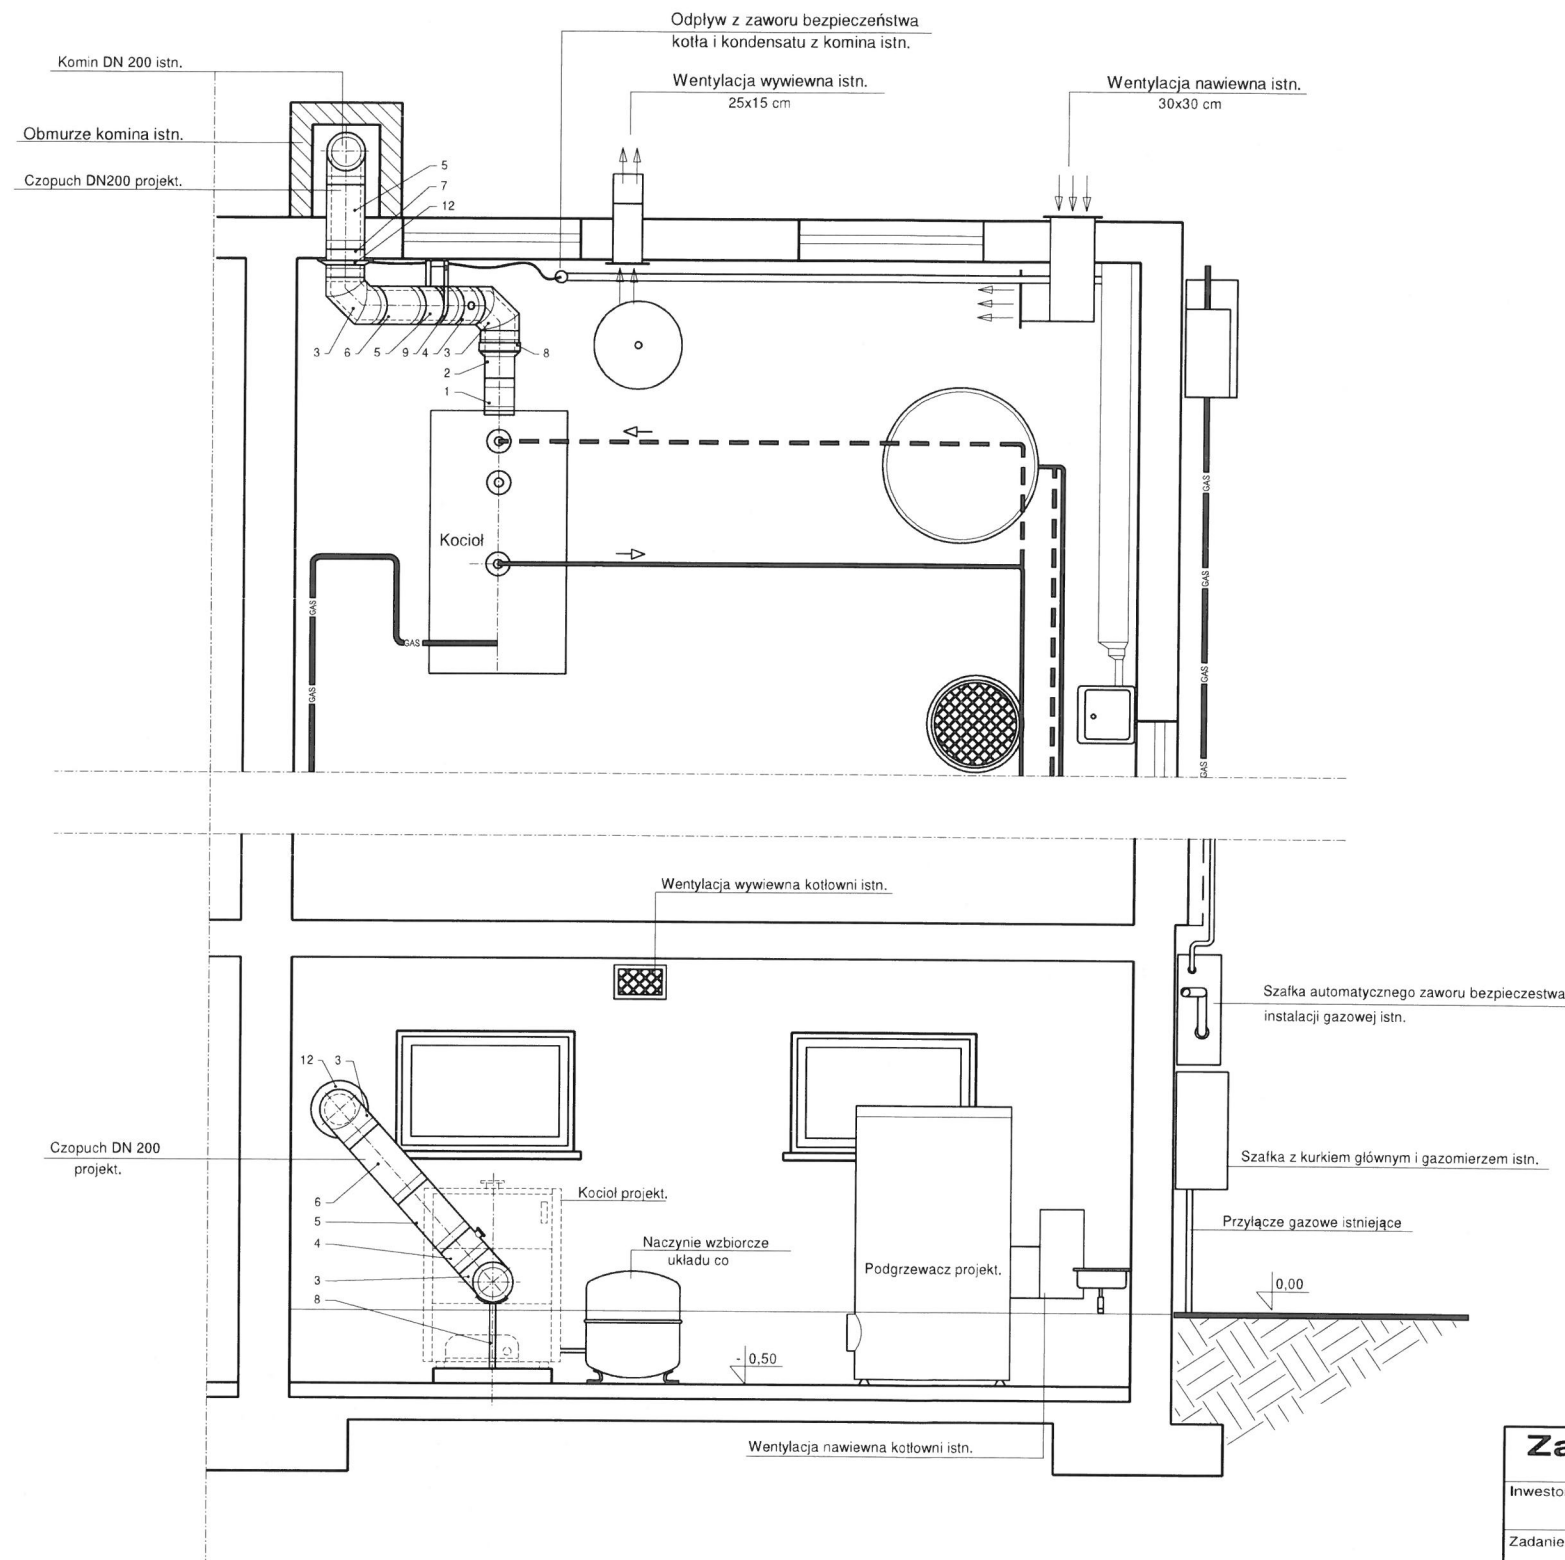 Odpływ z zaworu bezpieczeństwa
kotła i kondensatu z komina istn.
Komin DN 200 istn.
Wentylacja wywiewna istn.
25x15 cm
Wentylacja nawiewna istn.
30x30 cm
Obmurze komina istn.
Czopuch DN200 projekt.
5
7
12
3
6
5
9
4
3
8
2
1
Kocioł
GAS
GAS
GAS
GAS
GAS
GAS
GAS
Wentylacja wywiewna kotłowni istn.
Szafka automatycznego zaworu bezpieczestwa
instalacji gazowej istn.
12
3
Czopuch DN 200
projekt.
6
5
4
3
8
Kocioł projekt.
Naczynie wzbiorcze
układu co
Podgrzewacz projekt.
Szafka z kurkiem głównym i gazomierzem istn.
Przyłącze gazowe istniejące
0,00
- 0,50
Wentylacja nawiewna kotłowni istn.
Za
Inwesto
Zadanie